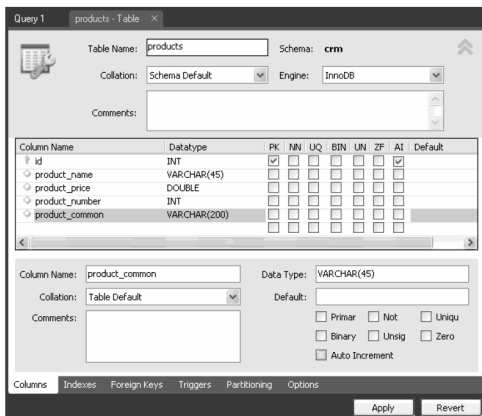 Query 1 products - Table ×
Table Name: products Schema: crm
Collation: Schema Default Engine: InnoDB
Comments:
Column Name Datatype PK NN UQ BIN UN ZF AI Default
id INT
product_name VARCHAR(45)
product_price DOUBLE
product_number INT
product_common VARCHAR(200)
Column Name: product_common Data Type: VARCHAR(45)
Collation: Table Default Default:
Comments: Primar Not Uniqu
Binary Unsig Zero
Auto Increment
Columns Indexes Foreign Keys Triggers Partitioning Options
Apply Revert